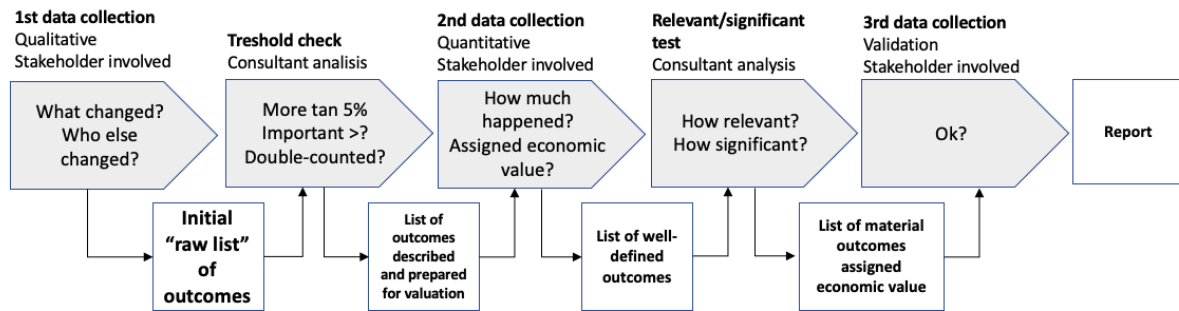 1st data collection
Qualitative
Stakeholder involved
What changed?
Who else
changed?
Initial
“raw list”
of
outcomes
Treshold check
Consultant analisis
More tan 5%
Important >?
Double-counted?
List of
outcomes
described
and prepared
for valuation
2nd data collection
Quantitative
Stakeholder involved
How much
happened?
Assigned economic
value?
List of well-
defined
outcomes
Relevant/significant
test
Consultant analysis
How relevant?
How significant?
List of material
outcomes
assigned
economic value
3rd data collection
Validation
Stakeholder involved
Ok?
Report